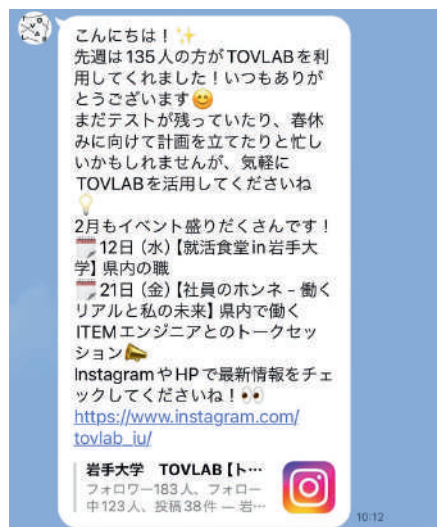 こんにちは！✨
先週は135人の方がTOVLABを利
用してくれました！いつもありが
とうございます😊
まだテストが残っていたり、春休
みに向けて計画を立てたりと忙し
いかもしれませんが、気軽に
TOVLABを活用してくださいね
💡
2月もイベント盛りだくさんです！
🗓️12日（水）【就活食堂in岩手大
学】県内の職
🗓️21日（金）【社員のホンネ – 働く
リアルと私の未来】県内で働く
ITEMエンジニアとのトークセッ
ション📣
InstagramやHPで最新情報をチェ
ックしてくださいね！👀
https://www.instagram.com/
tovlab_iu/
岩手大学 TOVLAB【ト…
フォロワー183人、フォロー
中123人、投稿38件 — 岩…
10:12